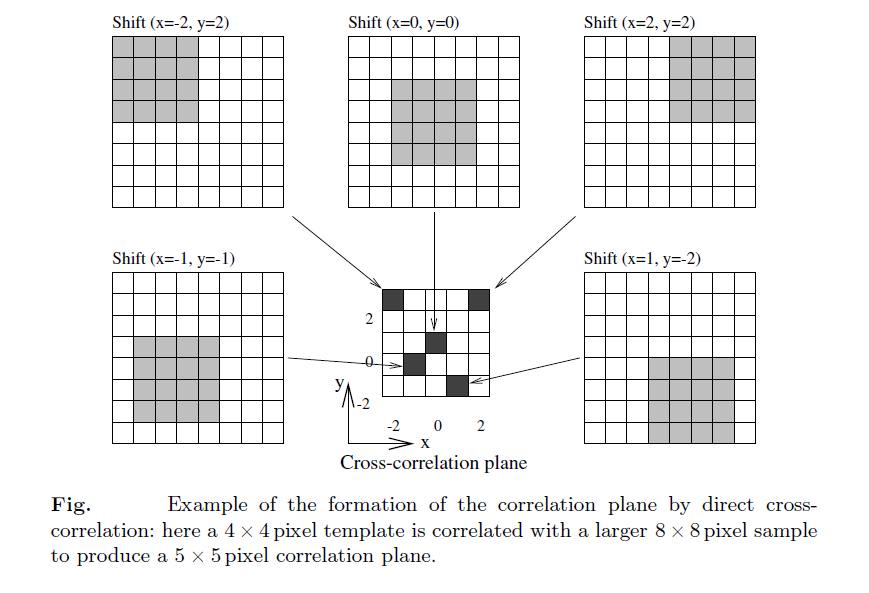 Shift (x=-2, y=2)
Shift (x=0, y=0)
Shift (x=2, y=2)
Shift (x=-1, y=-1)
Shift (x=1, y=-2)
2
0
y
-2
-2 0 2
x
Cross-correlation plane
Fig. Example of the formation of the correlation plane by direct cross-
correlation: here a 4 × 4 pixel template is correlated with a larger 8 × 8 pixel sample
to produce a 5 × 5 pixel correlation plane.